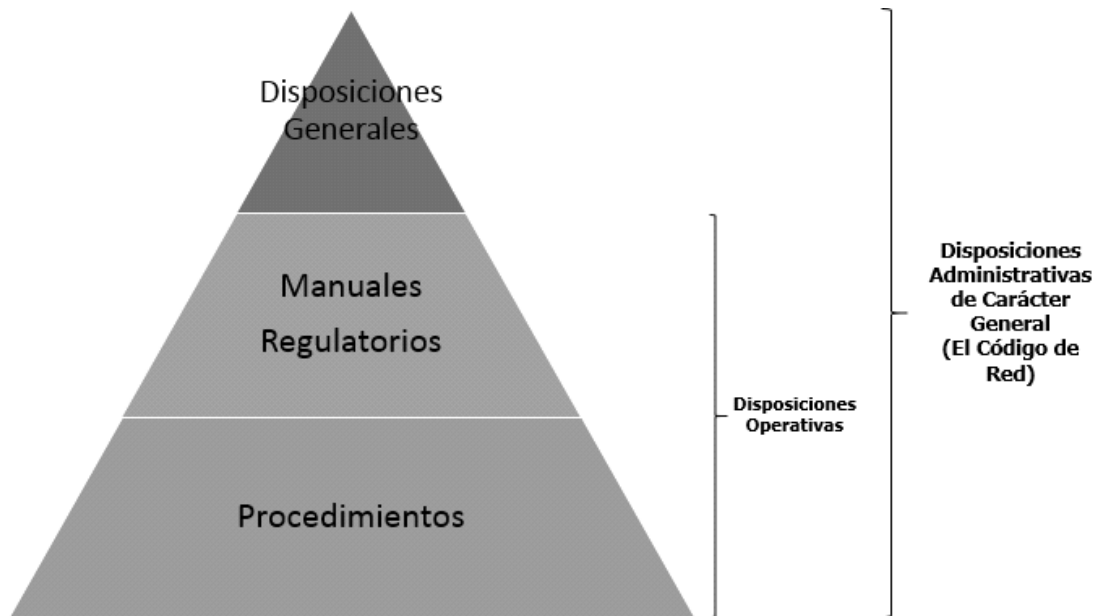 Disposiciones
Generales
Manuales
Regulatorios
Procedimientos
Disposiciones
Operativas
Disposiciones
Administrativas
de Carácter
General
(El Código de
Red)